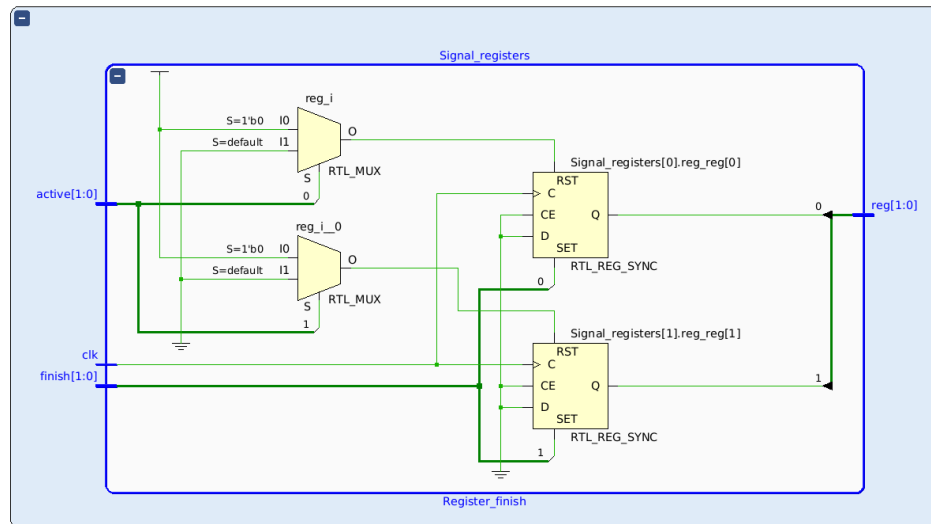 Signal_registers
reg_i
S=1'b0 I0 O
S=default I1
S RTL_MUX
0
active[1:0]
reg_i__0
S=1'b0 I0 O
S=default I1
S RTL_MUX
1
clk
finish[1:0]
Signal_registers[0].reg_reg[0]
RST
C
CE Q
D
SET
RTL_REG_SYNC
0
Signal_registers[1].reg_reg[1]
RST
C
CE Q
D
SET
RTL_REG_SYNC
1
0
reg[1:0]
1
Register_finish